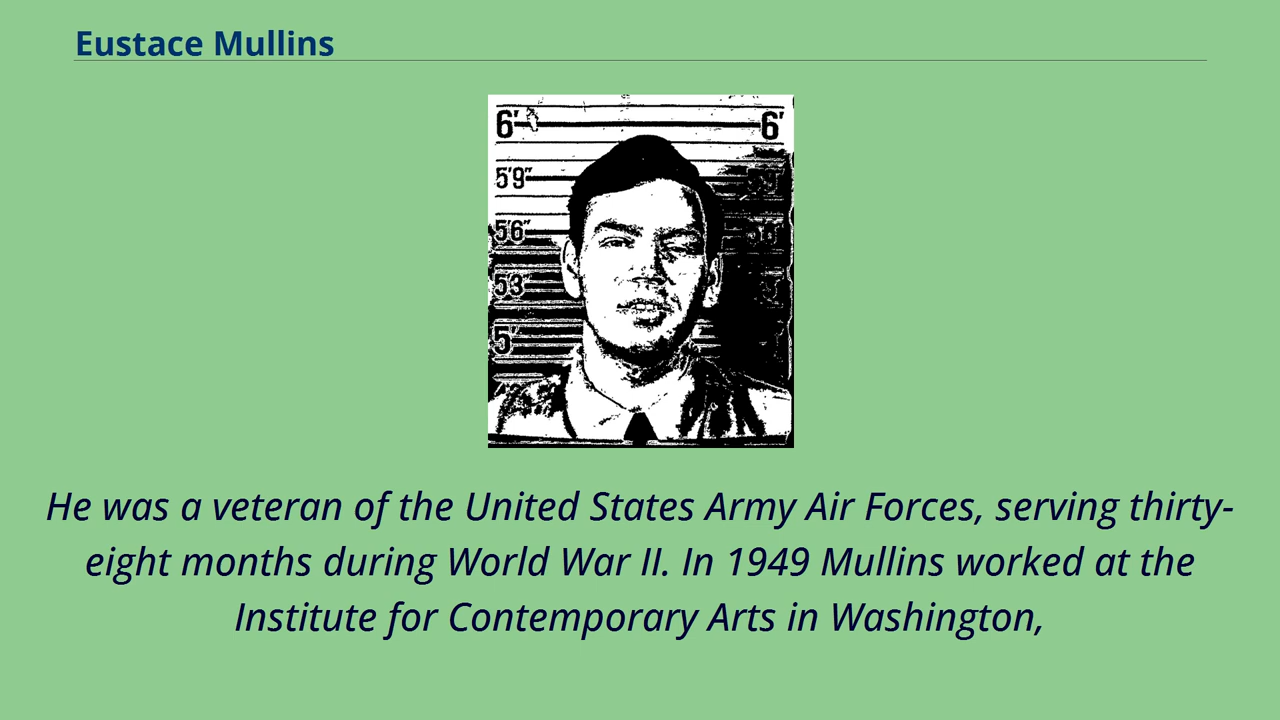 Eustace Mullins
6' 6'
5'9"
5'6" 56
53
5'
He was a veteran of the United States Army Air Forces, serving thirty-
eight months during World War II. In 1949 Mullins worked at the
Institute for Contemporary Arts in Washington,